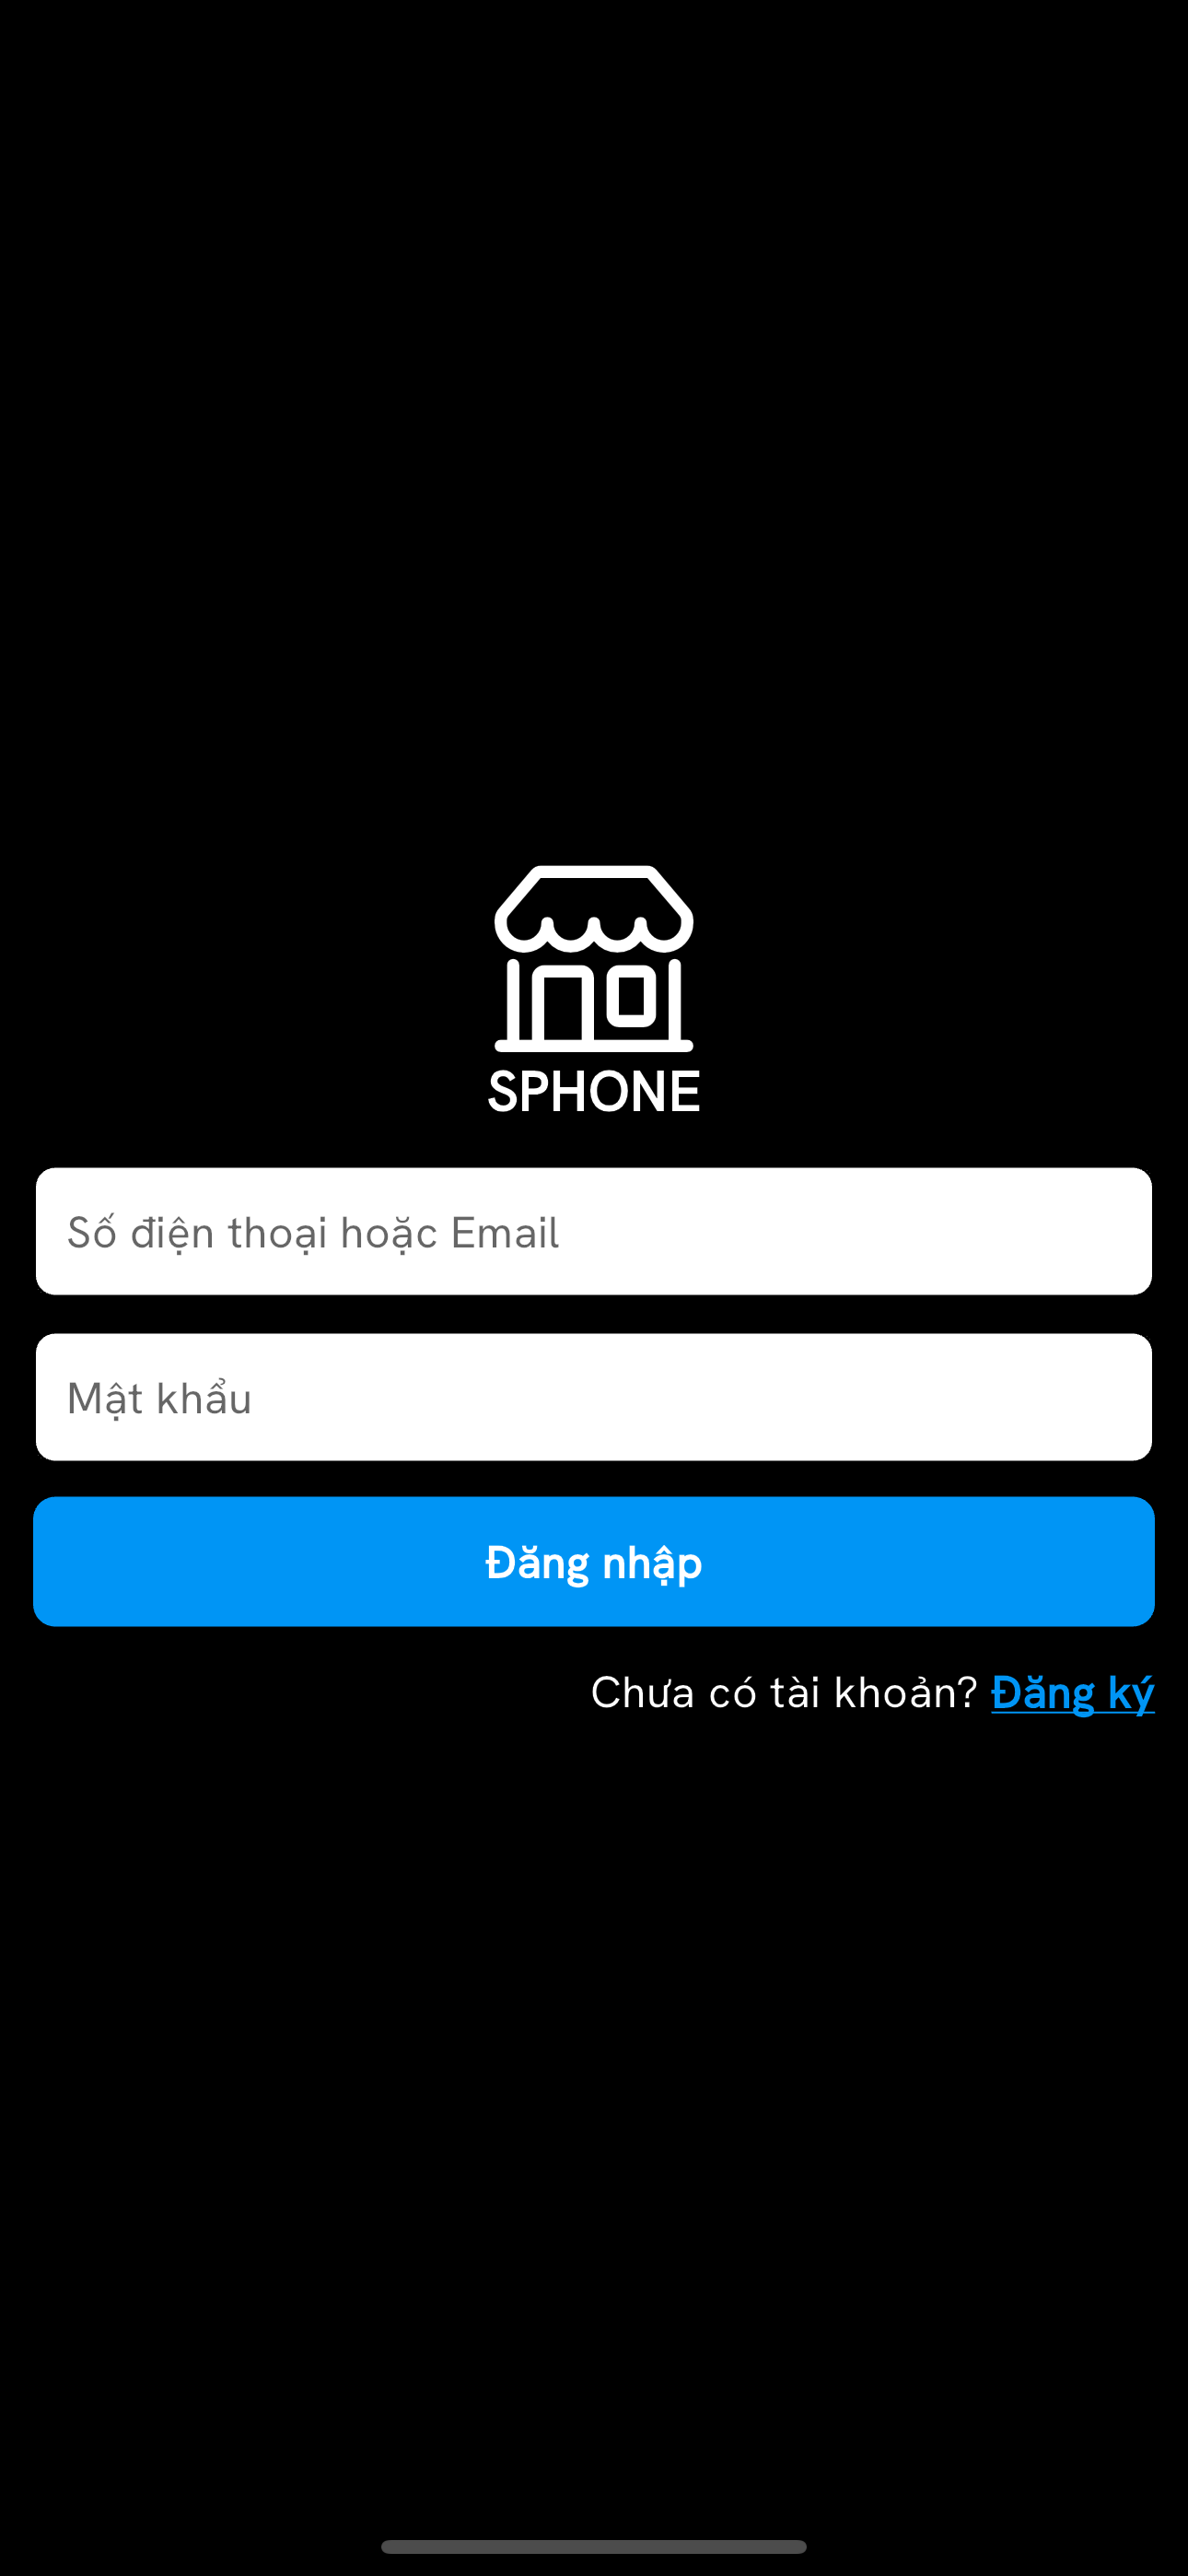 SPHONE
Số điện thoại hoặc Email
Mật khẩu
Đăng nhập
Chưa có tài khoản? Đăng ký